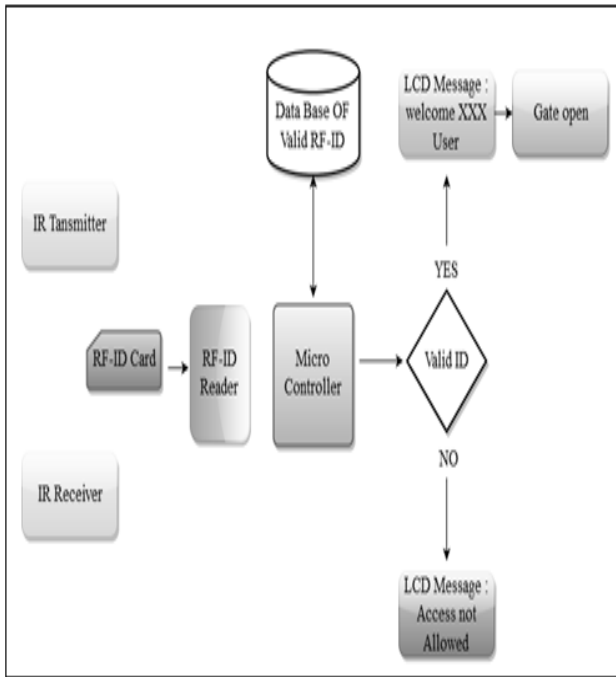 Data Base OF
Valid RF-ID
LCD Message :
welcome XXX
User
Gate open
IR Tansmitter
YES
RF-ID Card
RF-ID
Reader
Micro
Controller
Valid ID
NO
IR Receiver
LCD Message :
Access not
Allowed